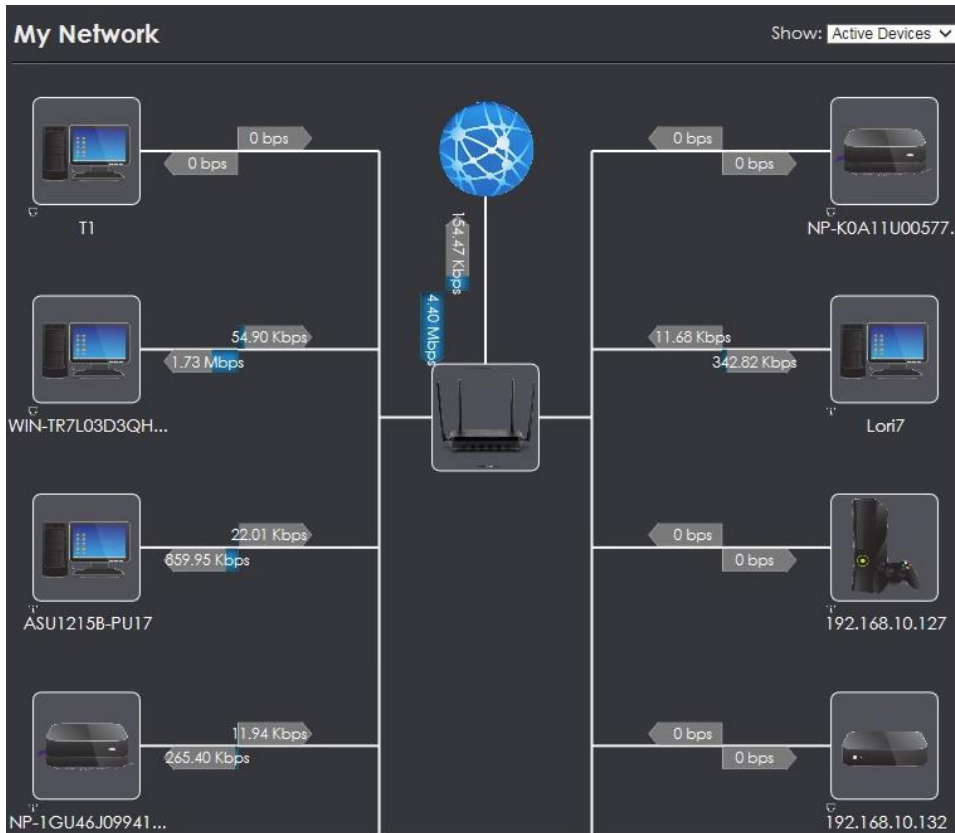 My Network
Show: Active Devices
0 bps
0 bps
T1
54.90 Kbps
1.73 Mbps
WIN-TR7L03D3QH...
22.01 Kbps
859.95 Kbps
ASU1215B-PU17
11.94 Kbps
265.40 Kbps
NP-1GU46J09941...
154.47 Kbps
4.40 Mbps
0 bps
0 bps
NP-K0A11U00577.
11.68 Kbps
342.82 Kbps
Lori7
0 bps
0 bps
192.168.10.127
0 bps
0 bps
192.168.10.132